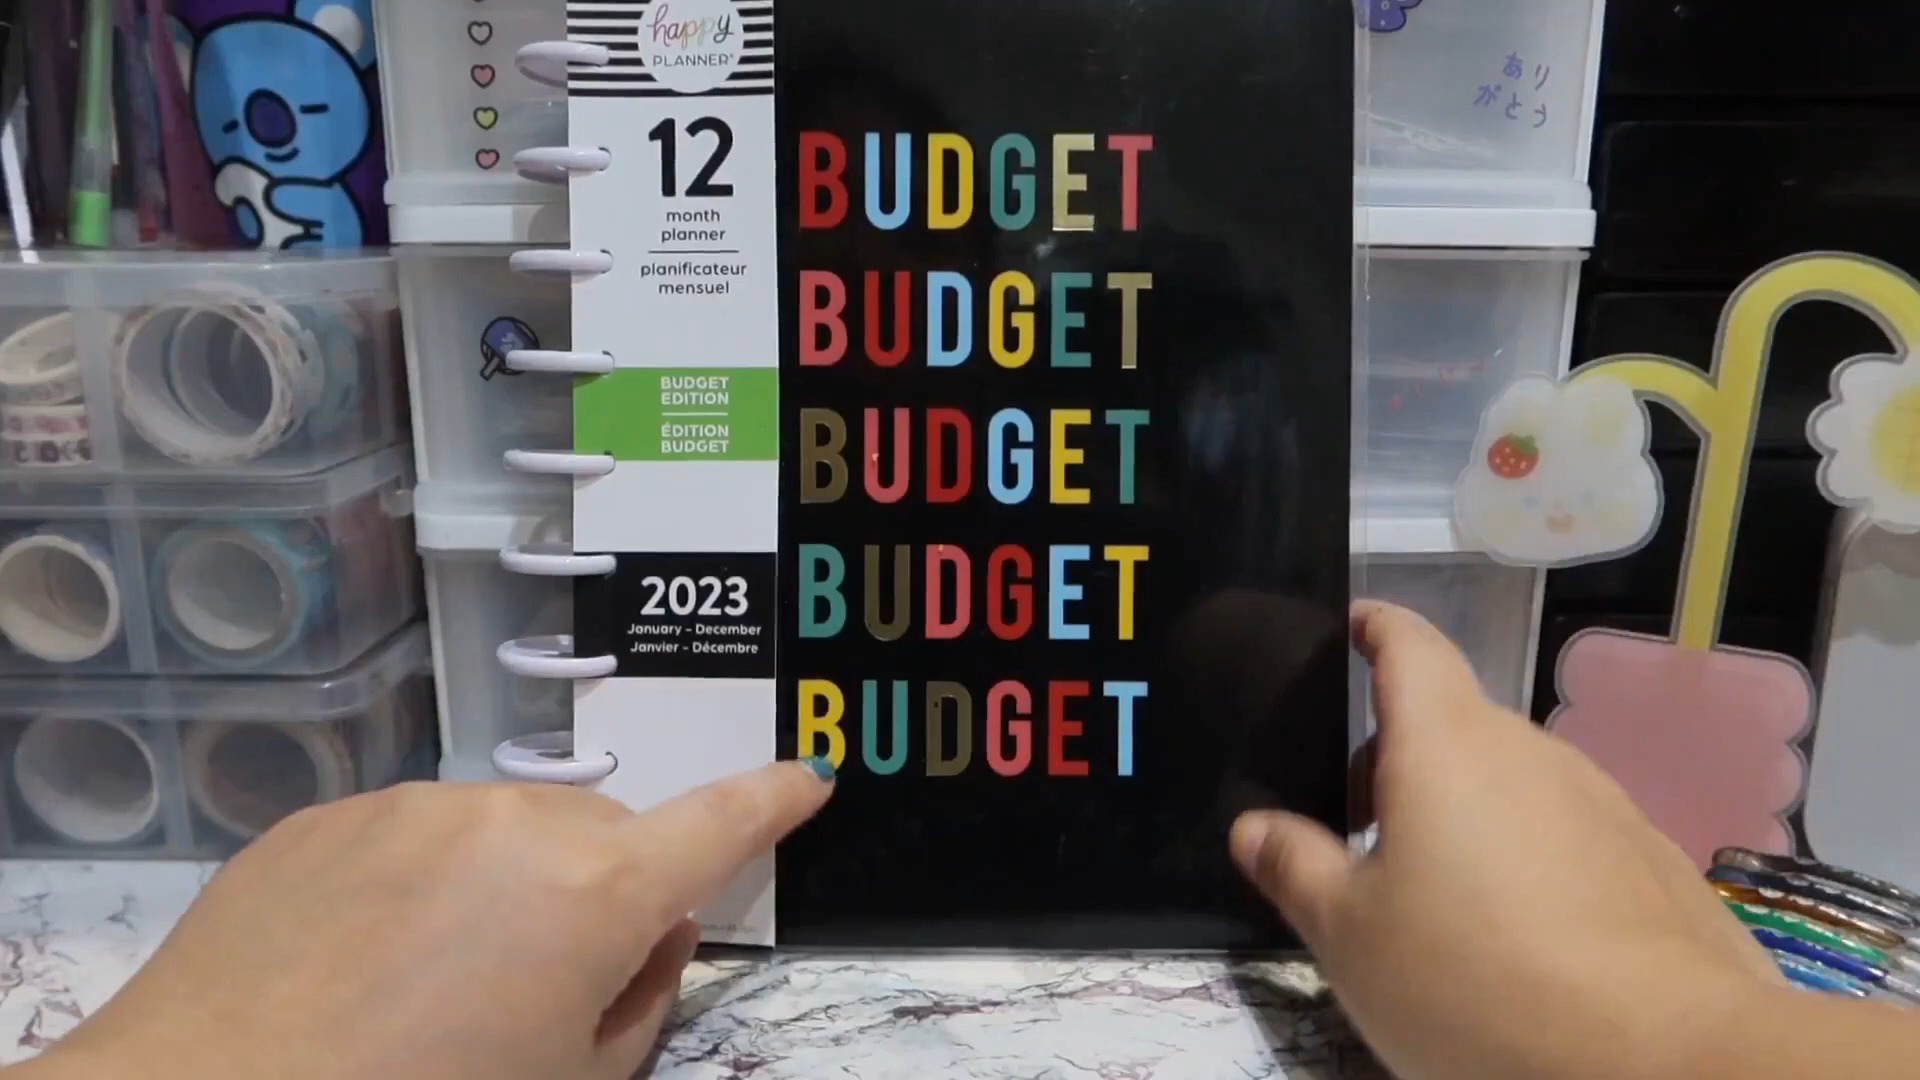 happy
PLANNER
12
month
planner
planificateur
mensuel
BUDGET
EDITION
ÉDITION
BUDGET
2023
January - December
Janvier - Décembre
BUDGET
BUDGET
BUDGET
BUDGET
BUDGET
あり
がとう